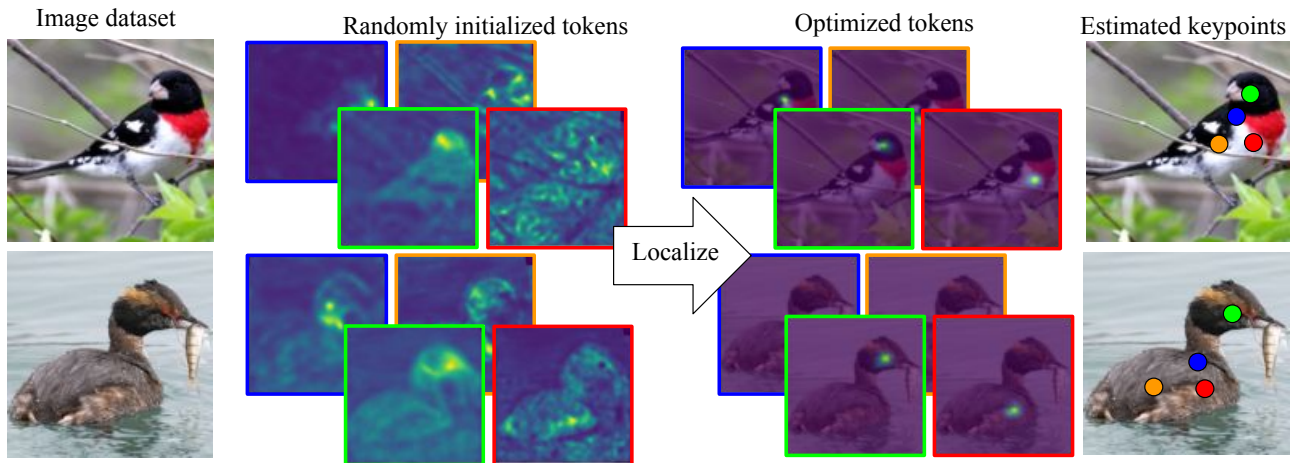 Image dataset
Randomly initialized tokens
Optimized tokens
Estimated keypoints
Localize